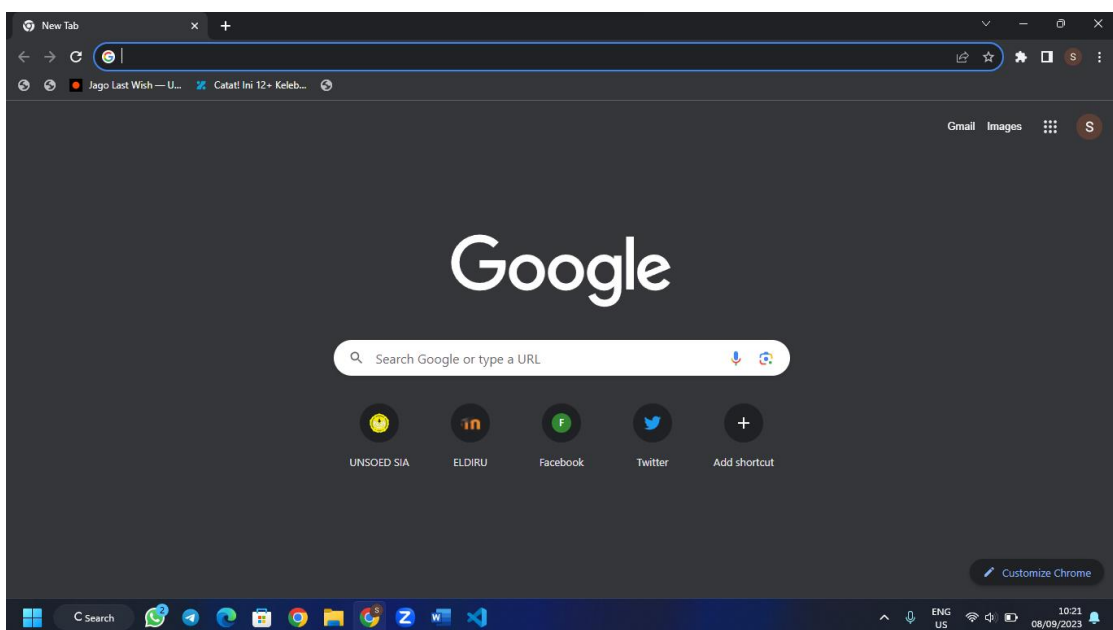 New Tab
Jago Last Wish — U...
Catat! Ini 12+ Keleb...
Gmail Images
S
S
Google
Search Google or type a URL
UNSOED SIA
ELDIRU
F
Facebook
Twitter
Add shortcut
Customize Chrome
C Search
2
S
Z
W
ENG
US
10:21
08/09/2023